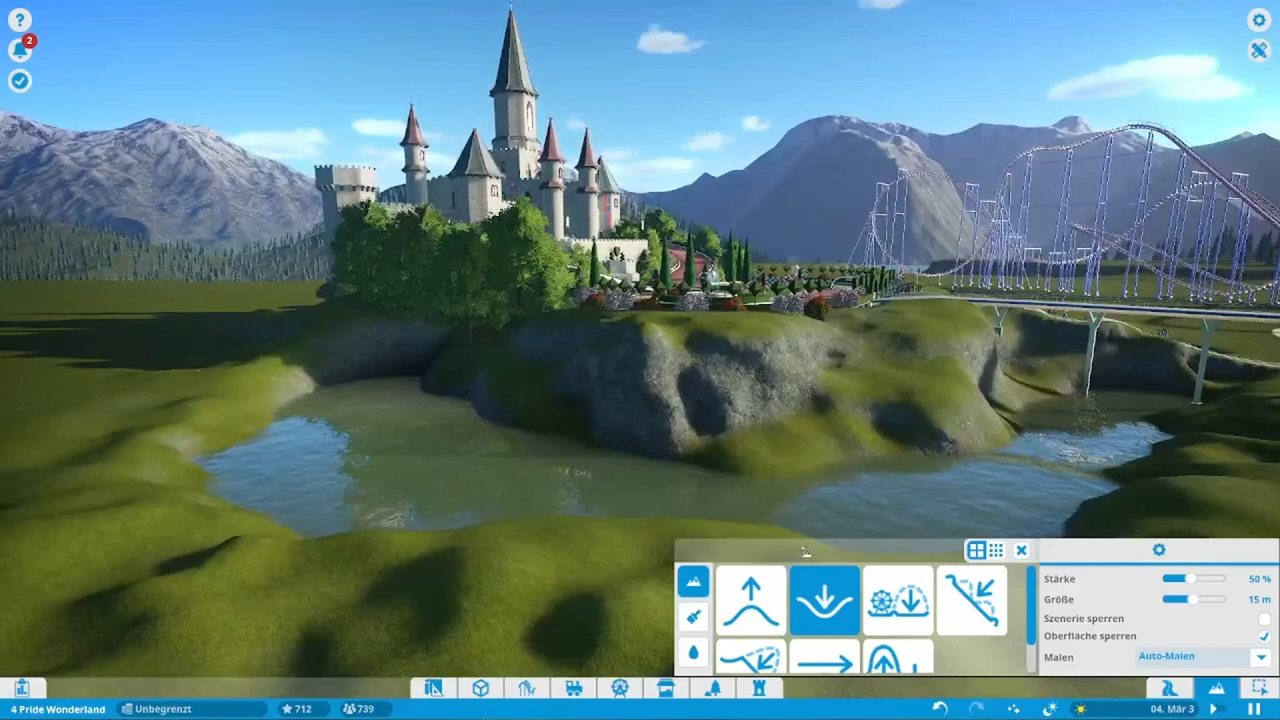 ?
2
Stärke 50 %
Größe 15 m
Szenerie sperren
Oberfläche sperren
Malen Auto-Malen
4 Pride Wonderland Unbegrenzt 712 739 04. Mär 3